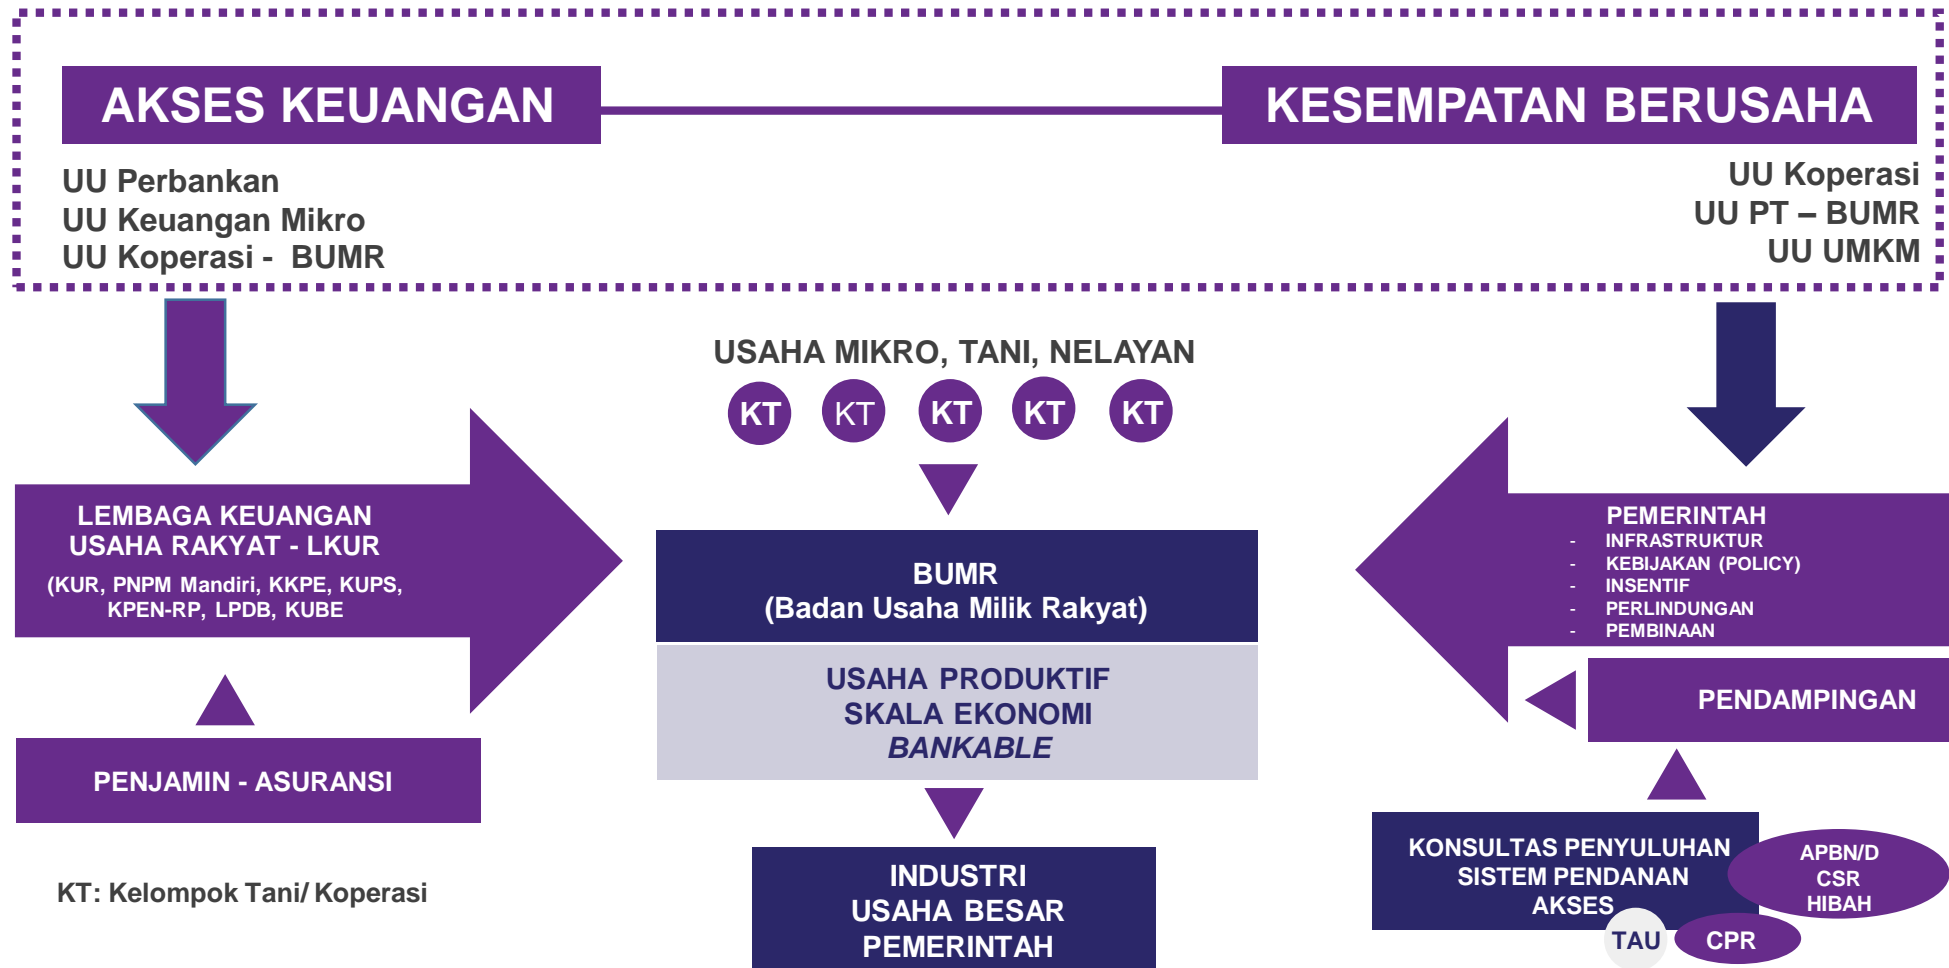 AKSES KEUANGAN
KESEMPATAN BERUSAHA
UU Perbankan
UU Keuangan Mikro
UU Koperasi - BUMR
UU Koperasi
UU PT – BUMR
UU UMKM
USAHA MIKRO, TANI, NELAYAN
KT KT KT KT KT
LEMBAGA KEUANGAN
USAHA RAKYAT - LKUR
(KUR, PNPM Mandiri, KKPE, KUPS,
KPEN-RP, LPDB, KUBE
PENJAMIN - ASURANSI
KT: Kelompok Tani/ Koperasi
BUMR
(Badan Usaha Milik Rakyat)
USAHA PRODUKTIF
SKALA EKONOMI
BANKABLE
INDUSTRI
USAHA BESAR
PEMERINTAH
PEMERINTAH
- INFRASTRUKTUR
- KEBIJAKAN (POLICY)
- INSENTIF
- PERLINDUNGAN
- PEMBINAAN
PENDAMPINGAN
KONSULTAS PENYULUHAN
SISTEM PENDANAN
AKSES
APBN/D
CSR
HIBAH
TAU
CPR